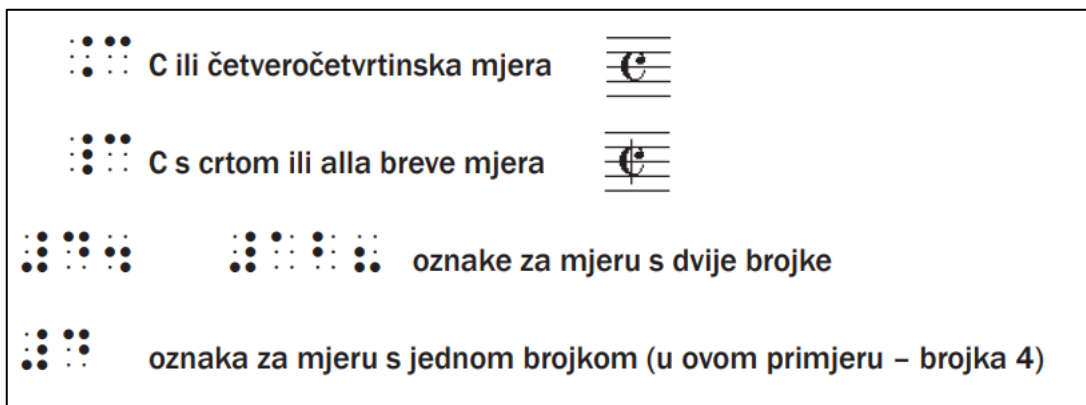 ⠨⠉ C ili četveročetvrtinska mjera
⠸⠉ C s crtom ili alla breve mjera
⠼⠙⠲ ⠼⠁⠃⠦ oznake za mjeru s dvije brojke
⠼⠙ oznaka za mjeru s jednom brojkom (u ovom primjeru – brojka 4)